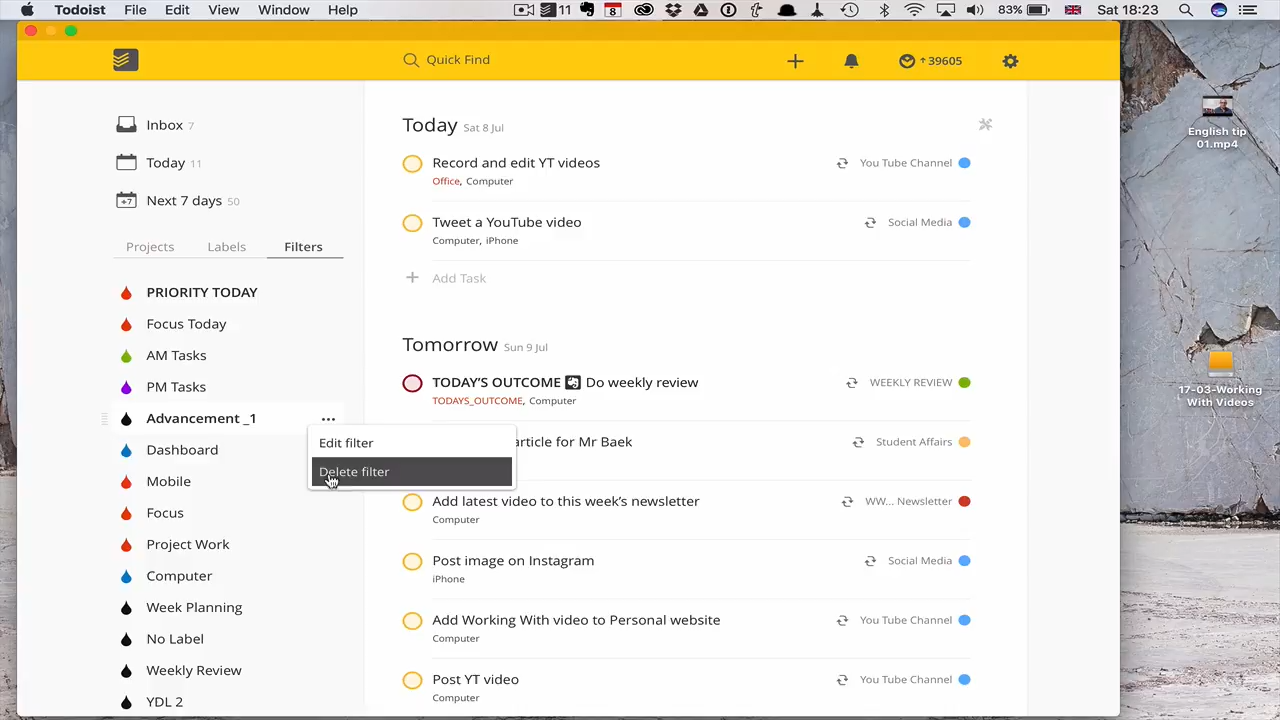 Todoist File Edit View Window Help 11 8 83% Sat 18:23
Quick Find
39605
Inbox 7
Today 11
+7 Next 7 days 50
Projects Labels Filters
PRIORITY TODAY
Focus Today
AM Tasks
PM Tasks
Advancement _1
Dashboard
Mobile
Focus
Project Work
Computer
Week Planning
No Label
Weekly Review
YDL 2
Edit filter
Delete filter
Today Sat 8 Jul
Record and edit YT videos You Tube Channel
Office, Computer
Tweet a YouTube video Social Media
Computer, iPhone
Add Task
Tomorrow Sun 9 Jul
TODAY'S OUTCOME Do weekly review WEEKLY REVIEW
TODAYS_OUTCOME, Computer
article for Mr Baek Student Affairs
Add latest video to this week's newsletter WW... Newsletter
Computer
Post image on Instagram Social Media
iPhone
Add Working With video to Personal website You Tube Channel
Computer
Post YT video You Tube Channel
Computer
English tip
01.mp4
17-03-Working
With Videos